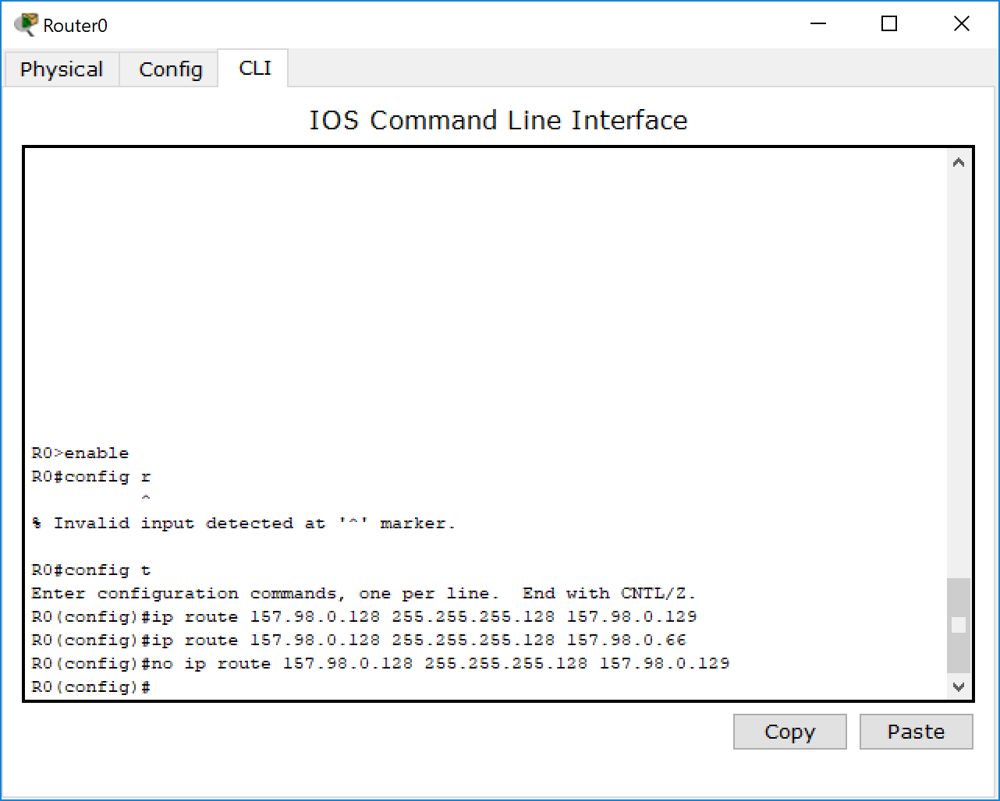 Router0
Physical Config CLI
IOS Command Line Interface
R0>enable
R0#config r
^
% Invalid input detected at '^' marker.
R0#config t
Enter configuration commands, one per line.  End with CNTL/Z.
R0(config)#ip route 157.98.0.128 255.255.255.128 157.98.0.129
R0(config)#ip route 157.98.0.128 255.255.255.128 157.98.0.66
R0(config)#no ip route 157.98.0.128 255.255.255.128 157.98.0.129
R0(config)#
Copy Paste